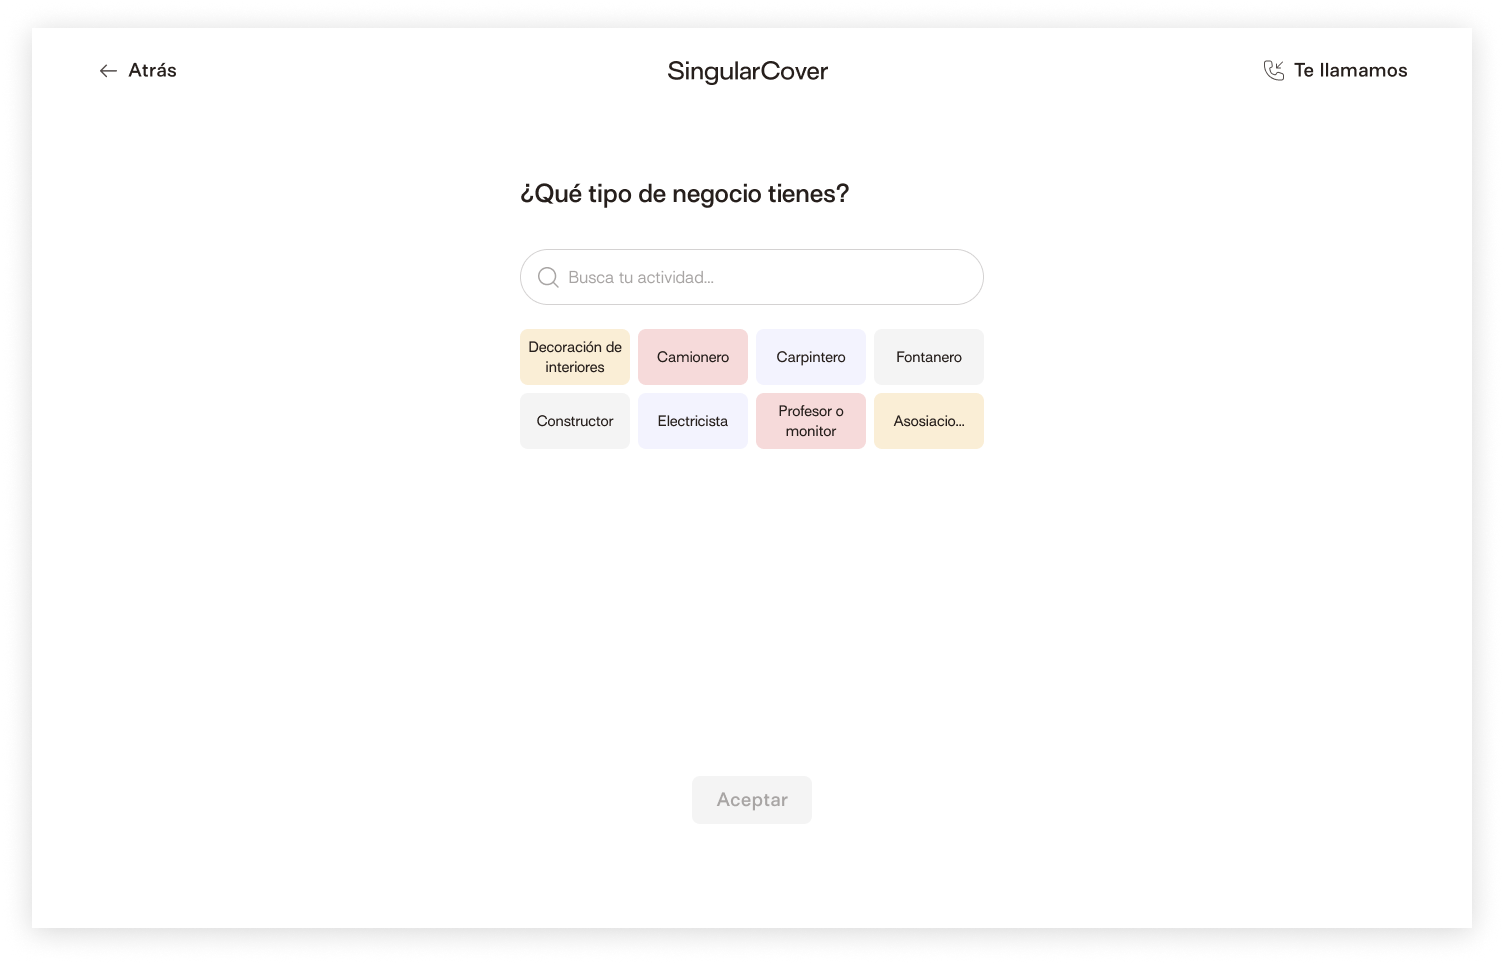 Atrás
SingularCover
Te llamamos
¿Qué tipo de negocio tienes?
Busca tu actividad...
Decoración de
interiores
Camionero
Carpintero
Fontanero
Constructor
Electricista
Profesor o
monitor
Asosiacio...
Aceptar